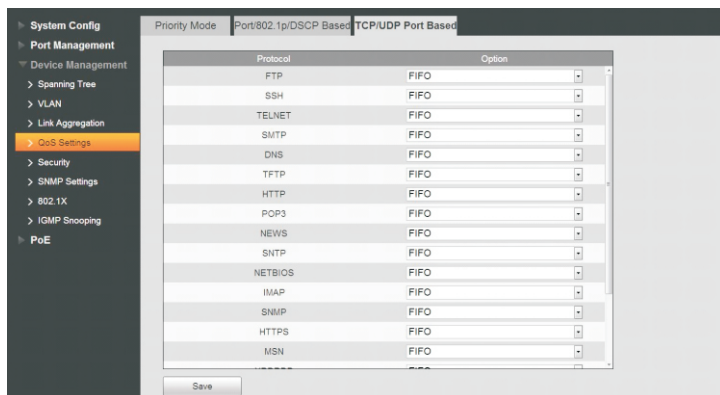 System Config
Port Management
Device Management
Spanning Tree
VLAN
Link Aggregation
QoS Settings
Security
SNMP Settings
802.1X
IGMP Snooping
PoE
Priority Mode Port/802.1p/DSCP Based TCP/UDP Port Based
Protocol Option
FTP FIFO
SSH FIFO
TELNET FIFO
SMTP FIFO
DNS FIFO
TFTP FIFO
HTTP FIFO
POP3 FIFO
NEWS FIFO
SNTP FIFO
NETBIOS FIFO
IMAP FIFO
SNMP FIFO
HTTPS FIFO
MSN FIFO
FIFO
Save